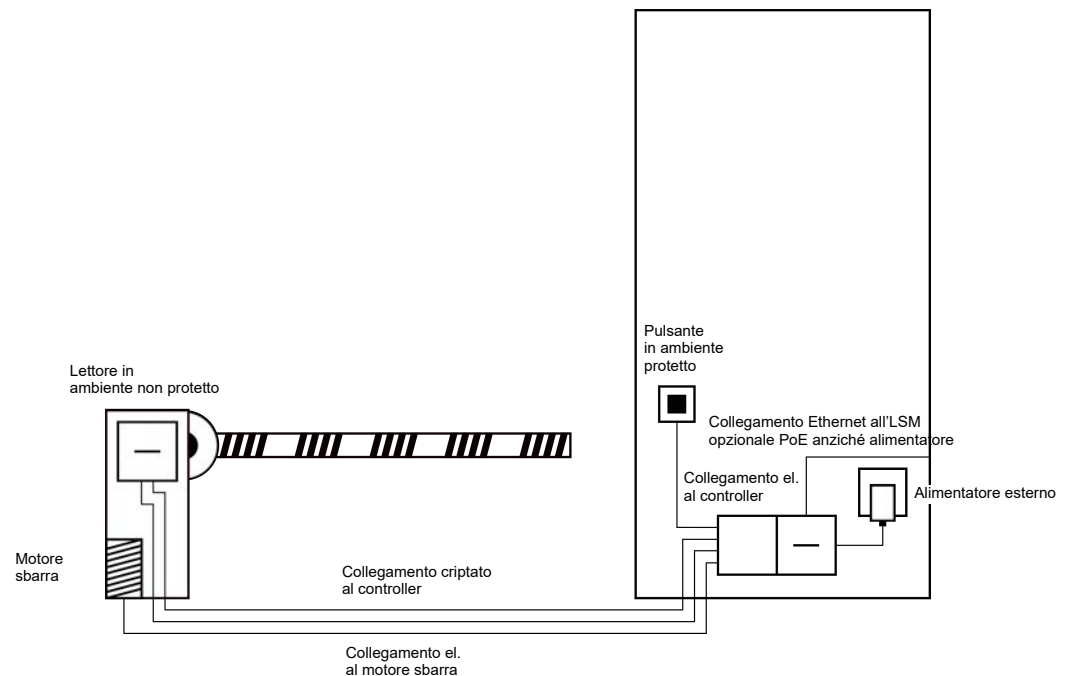 Pulsante
in ambiente
protetto
Lettore in
ambiente non protetto
Collegamento Ethernet all'LSM
opzionale PoE anziché alimentatore
Collegamento el.
al controller
Alimentatore esterno
Motore
sbarra
Collegamento criptato
al controller
Collegamento el.
al motore sbarra